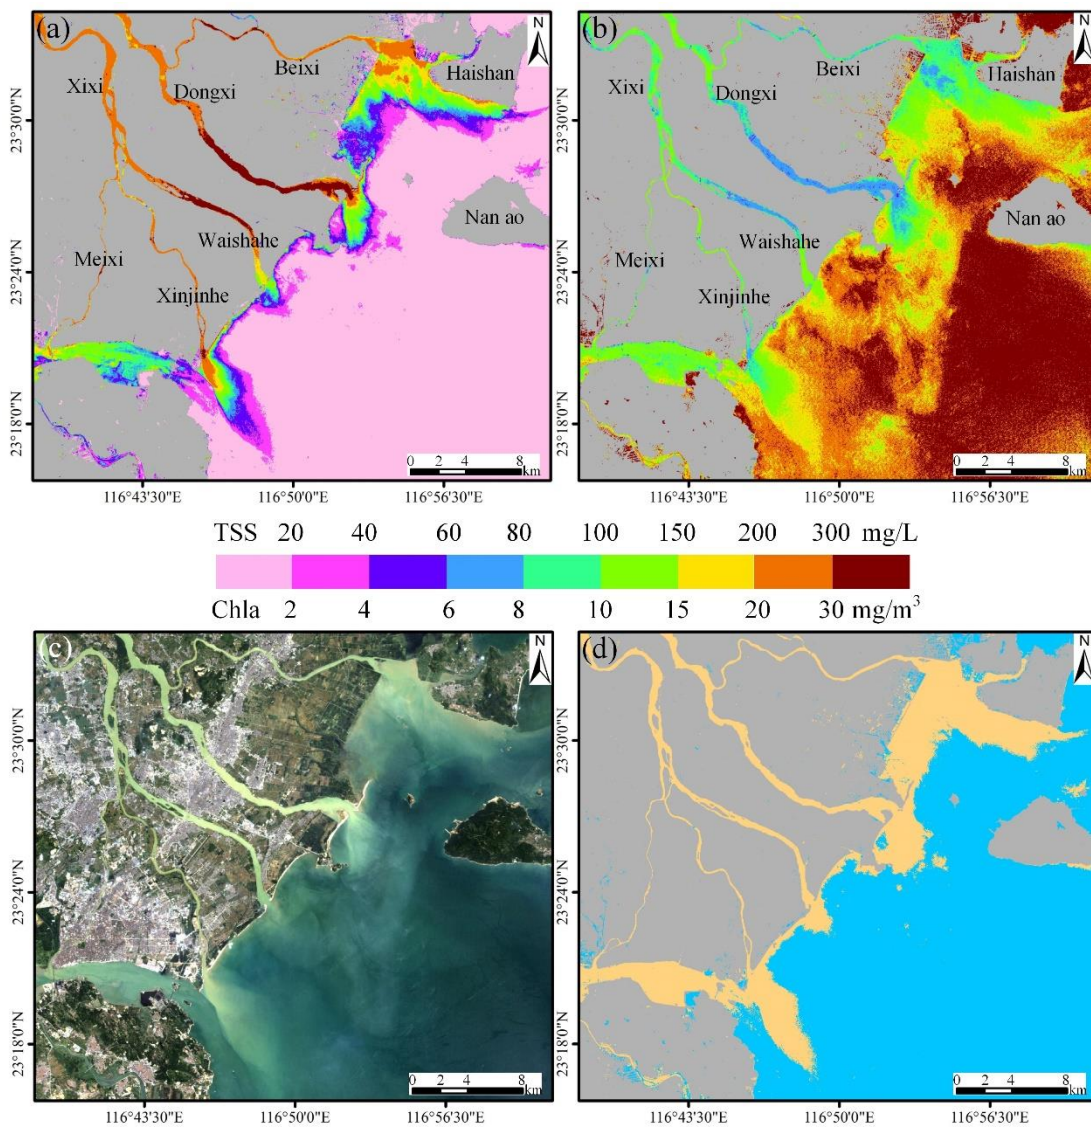 (a)
N
Xixi
Dongxi
Beixi
Haishan
Nan ao
Waishahe
Meixi
Xinjinhe
23°30'0"N
23°24'0"N
23°18'0"N
0 4 8
km
116°43'30"E 116°50'0"E 116°56'30"E
(b)
N
Xixi
Dongxi
Beixi
Haishan
Nan ao
Waishahe
Meixi
Xinjinhe
23°30'0"N
23°24'0"N
23°18'0"N
0 4 8
km
116°43'30"E 116°50'0"E 116°56'30"E
TSS 20 40 60 80 100 150 200 300 mg/L
Chla 2 4 6 8 10 15 20 30 mg/m³
(c)
N
23°30'0"N
23°24'0"N
23°18'0"N
0 4 8
km
116°43'30"E 116°50'0"E 116°56'30"E
(d)
N
23°30'0"N
23°24'0"N
23°18'0"N
0 4 8
km
116°43'30"E 116°50'0"E 116°56'30"E